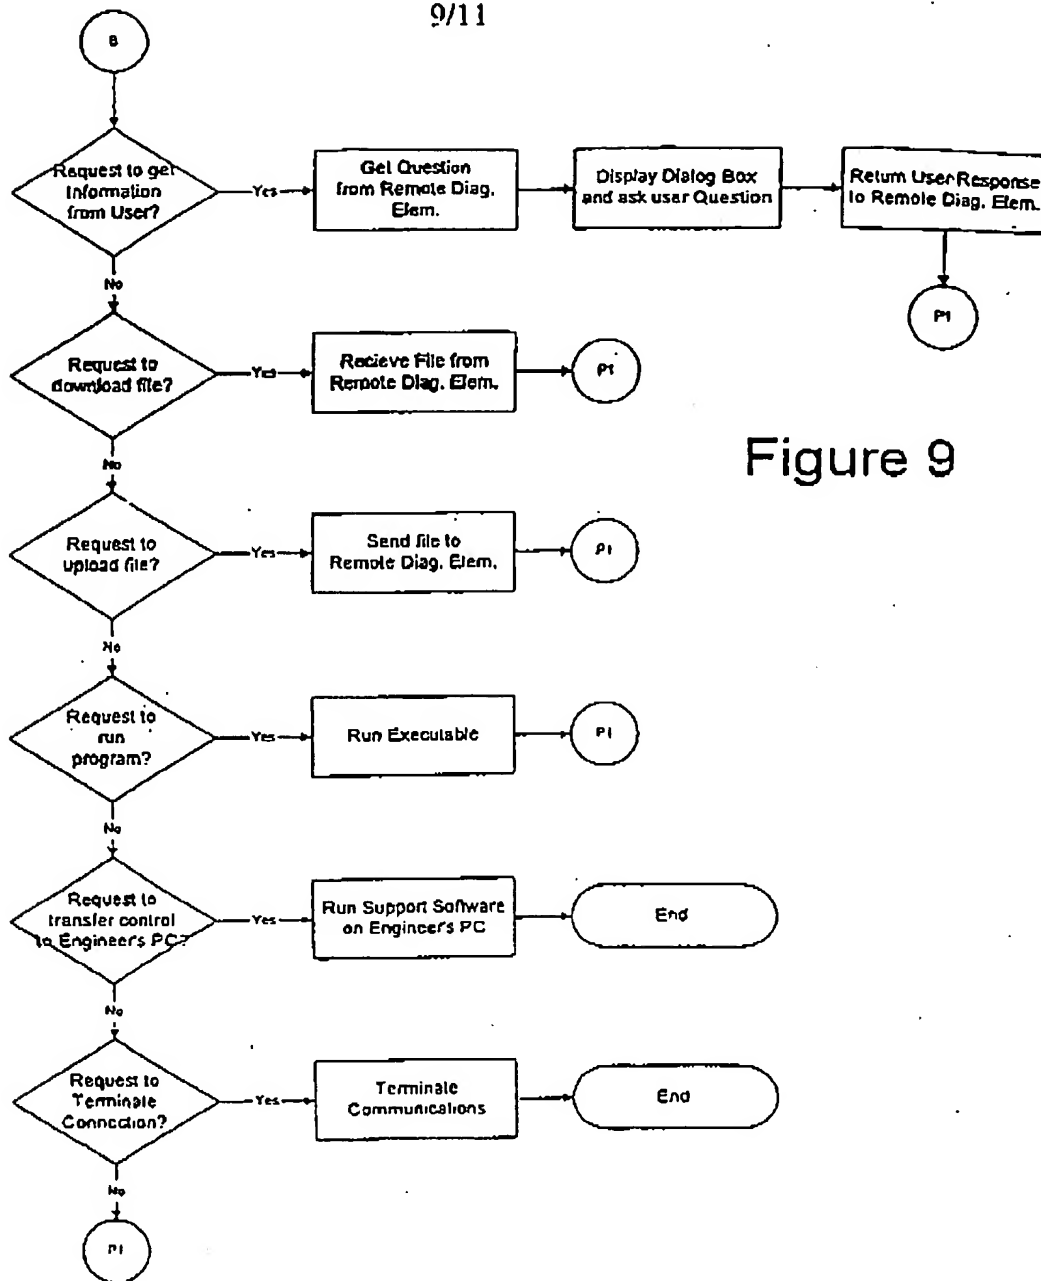 9/11
B
Request to get
Information
from User?
Yes
Get Question
from Remote Diag.
Elem.
Display Dialog Box
and ask user Question
Return User Response
to Remote Diag. Elem.
P1
No
Request to
download file?
Yes
Recieve File from
Remote Diag. Elem.
P1
Figure 9
No
Request to
upload file?
Yes
Send file to
Remote Diag. Elem.
P1
No
Request to
run
program?
Yes
Run Executable
P1
No
Request to
transfer control
to Engineer's PC?
Yes
Run Support Software
on Engineer's PC
End
No
Request to
Terminate
Connection?
Yes
Terminate
Communications
End
No
P1